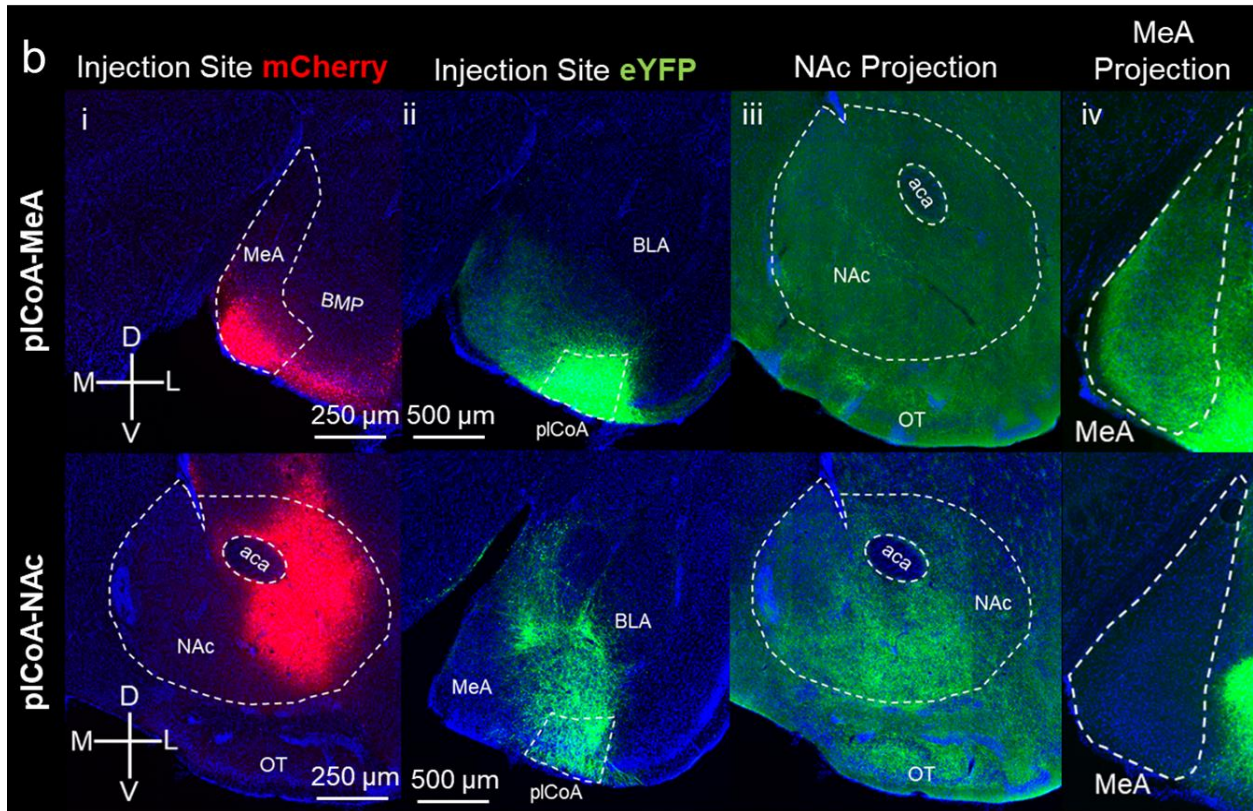 b
Injection Site mCherry
Injection Site eYFP
NAc Projection
MeA
Projection
plCoA-MeA
i
MeA
BMP
D
M L
V
250 µm
ii
BLA
plCoA
500 µm
iii
aca
NAc
OT
iv
MeA
plCoA-NAc
aca
NAc
OT
D
M L
V
250 µm
BLA
MeA
plCoA
500 µm
aca
NAc
OT
MeA